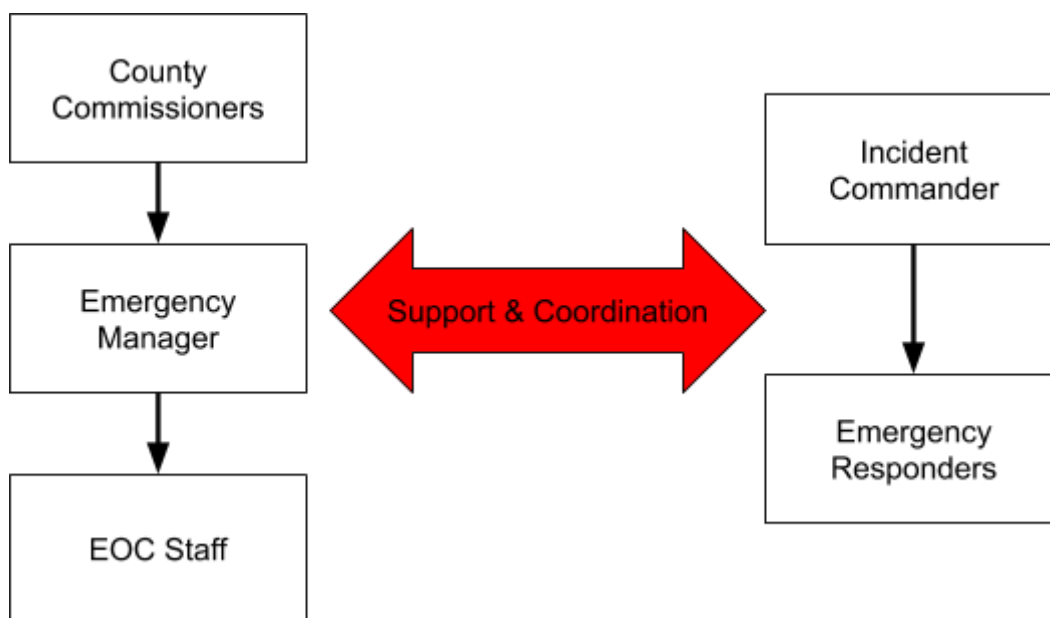 County
Commissioners
Emergency
Manager
EOC Staff
Support & Coordination
Incident
Commander
Emergency
Responders